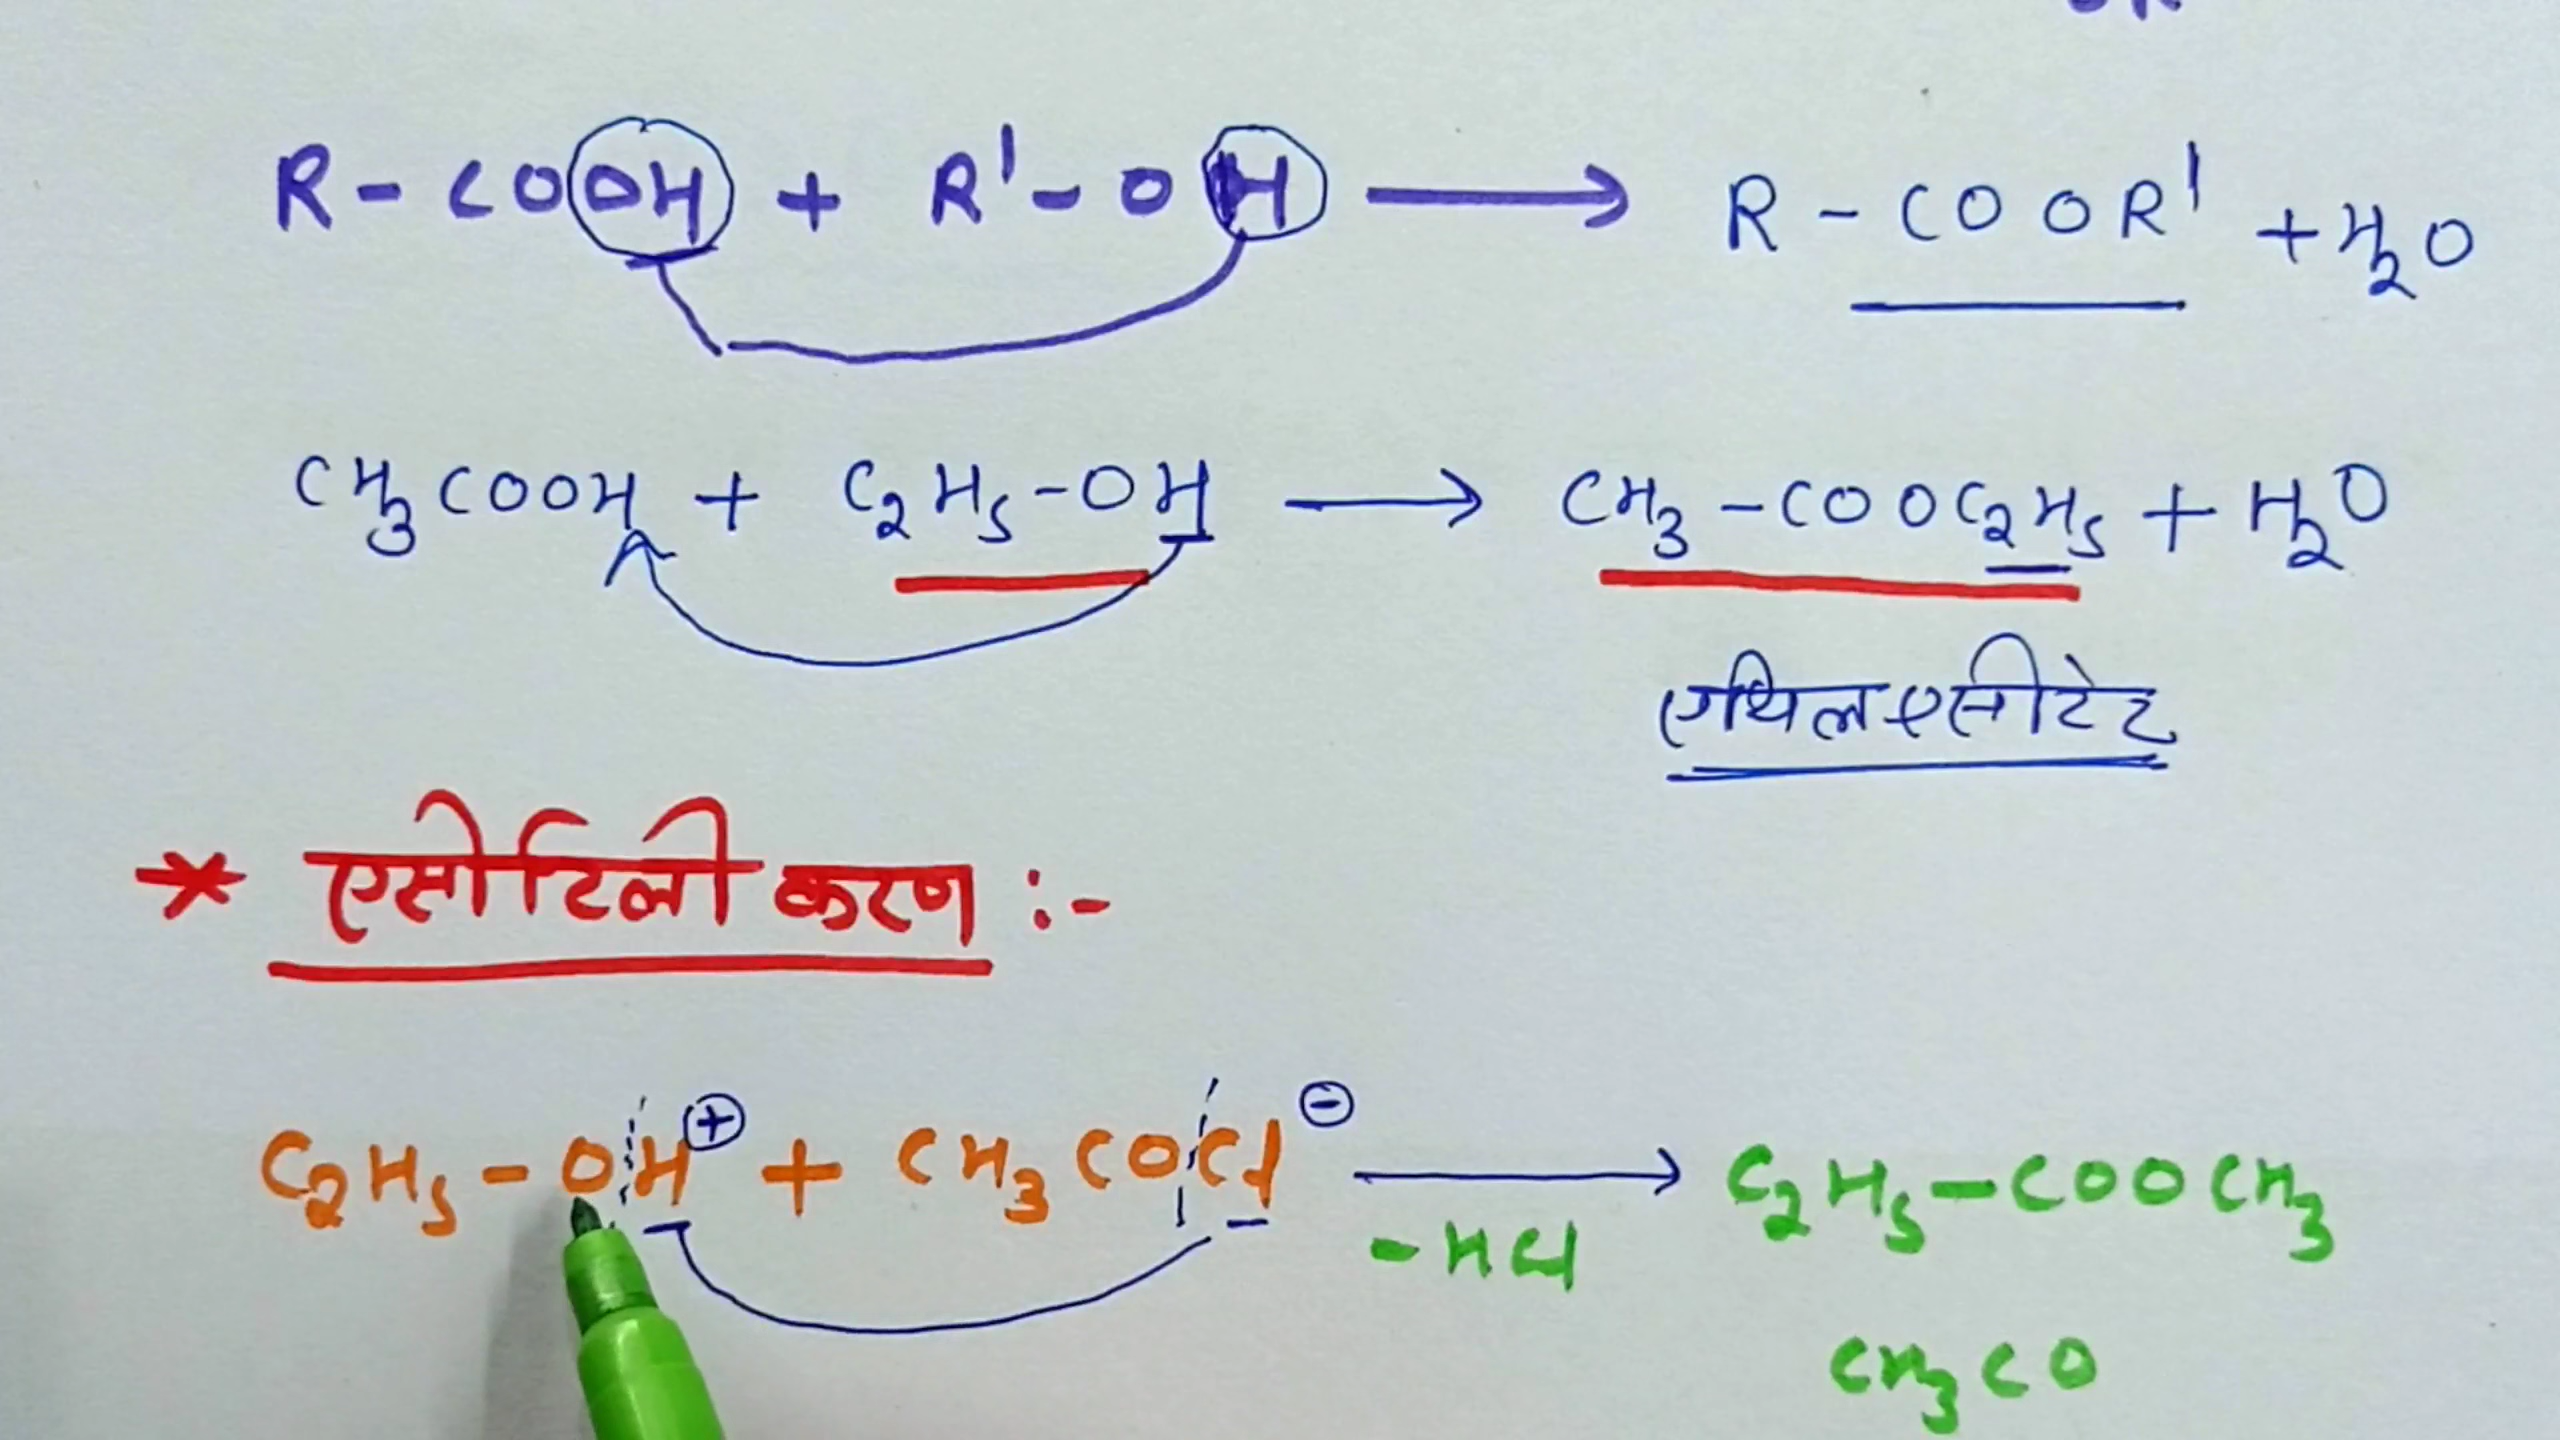 R - COOH + R' - OH ⟶ R - COOR' + H₂O
CH₃COOH + C₂H₅-OH ⟶ CH₃-COOC₂H₅ + H₂O
एथिल एसीटेट
* एसीटिलीकरण :-
C₂H₅-OH⊕ + CH₃COCl⊖ ⟶ C₂H₅-COOCH₃
-HCl
CH₃CO